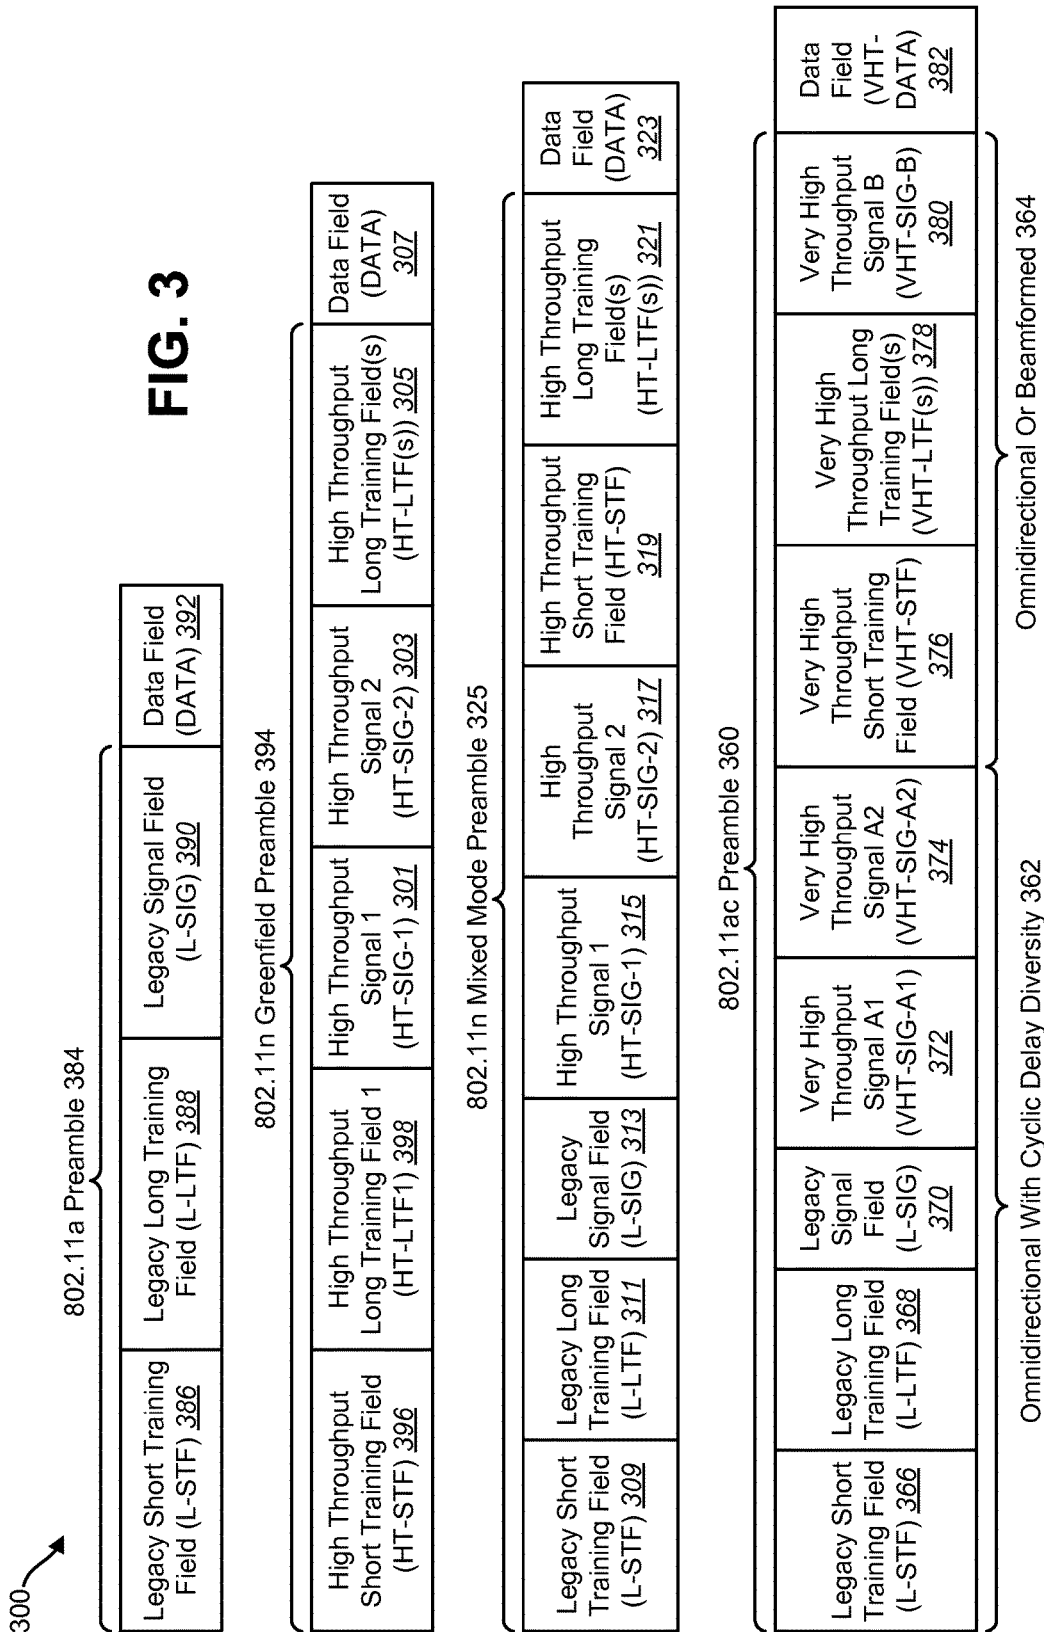 300
FIG. 3
802.11a Preamble 384
Legacy Short Training
Field (L-STF) 386
Legacy Long Training
Field (L-LTF) 388
Legacy Signal Field
(L-SIG) 390
Data Field
(DATA) 392
802.11n Greenfield Preamble 394
High Throughput
Short Training Field
(HT-STF) 396
High Throughput
Long Training Field 1
(HT-LTF1) 398
High Throughput
Signal 1
(HT-SIG-1) 301
High Throughput
Signal 2
(HT-SIG-2) 303
High Throughput
Long Training Field(s)
(HT-LTF(s)) 305
Data Field
(DATA)
307
802.11n Mixed Mode Preamble 325
Legacy Short
Training Field
(L-STF) 309
Legacy Long
Training Field
(L-LTF) 311
Legacy
Signal Field
(L-SIG) 313
High Throughput
Signal 1
(HT-SIG-1) 315
High
Throughput
Signal 2
(HT-SIG-2) 317
High Throughput
Short Training
Field (HT-STF)
319
High Throughput
Long Training
Field(s)
(HT-LTF(s)) 321
Data
Field
(DATA)
323
802.11ac Preamble 360
Legacy Short
Training Field
(L-STF) 366
Legacy Long
Training Field
(L-LTF) 368
Legacy
Signal
Field
(L-SIG)
370
Very High
Throughput
Signal A1
(VHT-SIG-A1)
372
Very High
Throughput
Signal A2
(VHT-SIG-A2)
374
Very High
Throughput
Short Training
Field (VHT-STF)
376
Very High
Throughput Long
Training Field(s)
(VHT-LTF(s)) 378
Very High
Throughput
Signal B
(VHT-SIG-B)
380
Data
Field
(VHT-
DATA)
382
Omnidirectional With Cyclic Delay Diversity 362
Omnidirectional Or Beamformed 364